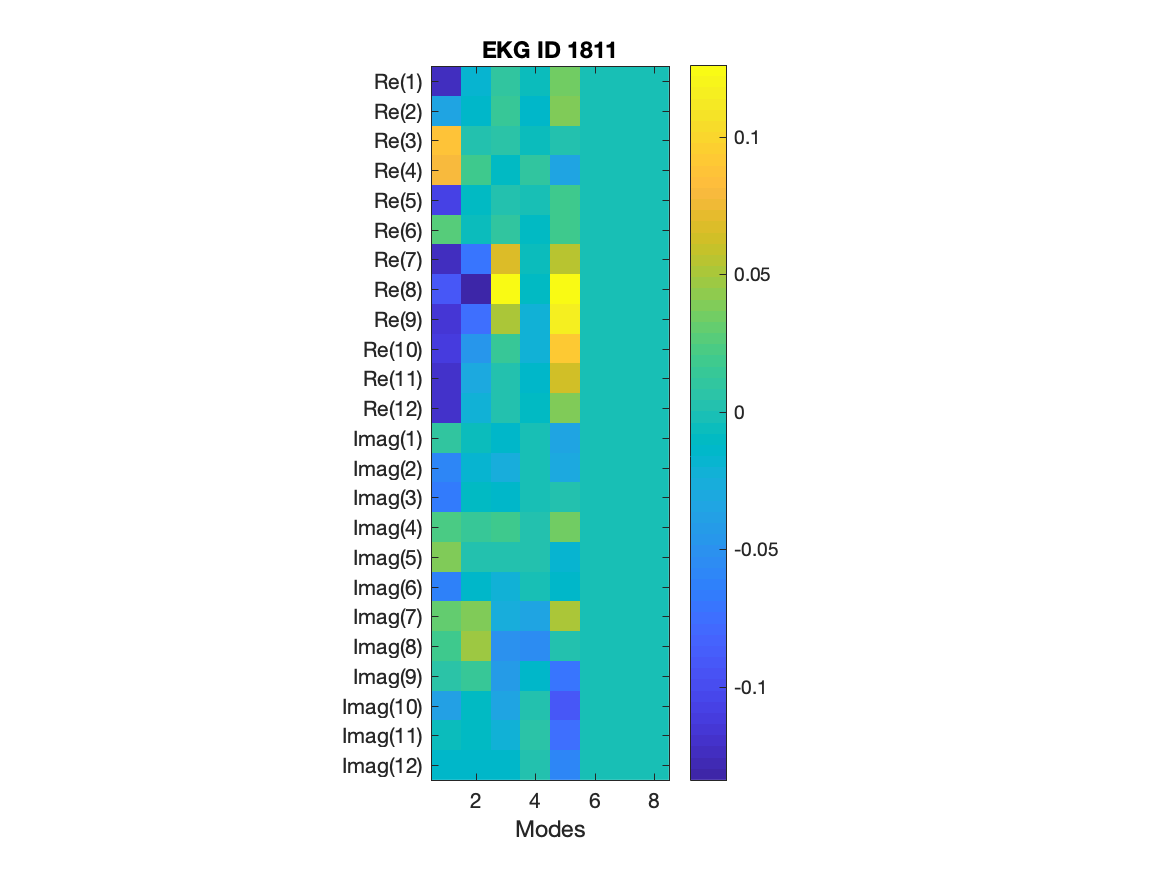 EKG ID 1811
Re(1)
Re(2)
Re(3)
Re(4)
Re(5)
Re(6)
Re(7)
Re(8)
Re(9)
Re(10)
Re(11)
Re(12)
Imag(1)
Imag(2)
Imag(3)
Imag(4)
Imag(5)
Imag(6)
Imag(7)
Imag(8)
Imag(9)
Imag(10)
Imag(11)
Imag(12)
2 4 6 8
Modes
0.1
0.05
0
-0.05
-0.1